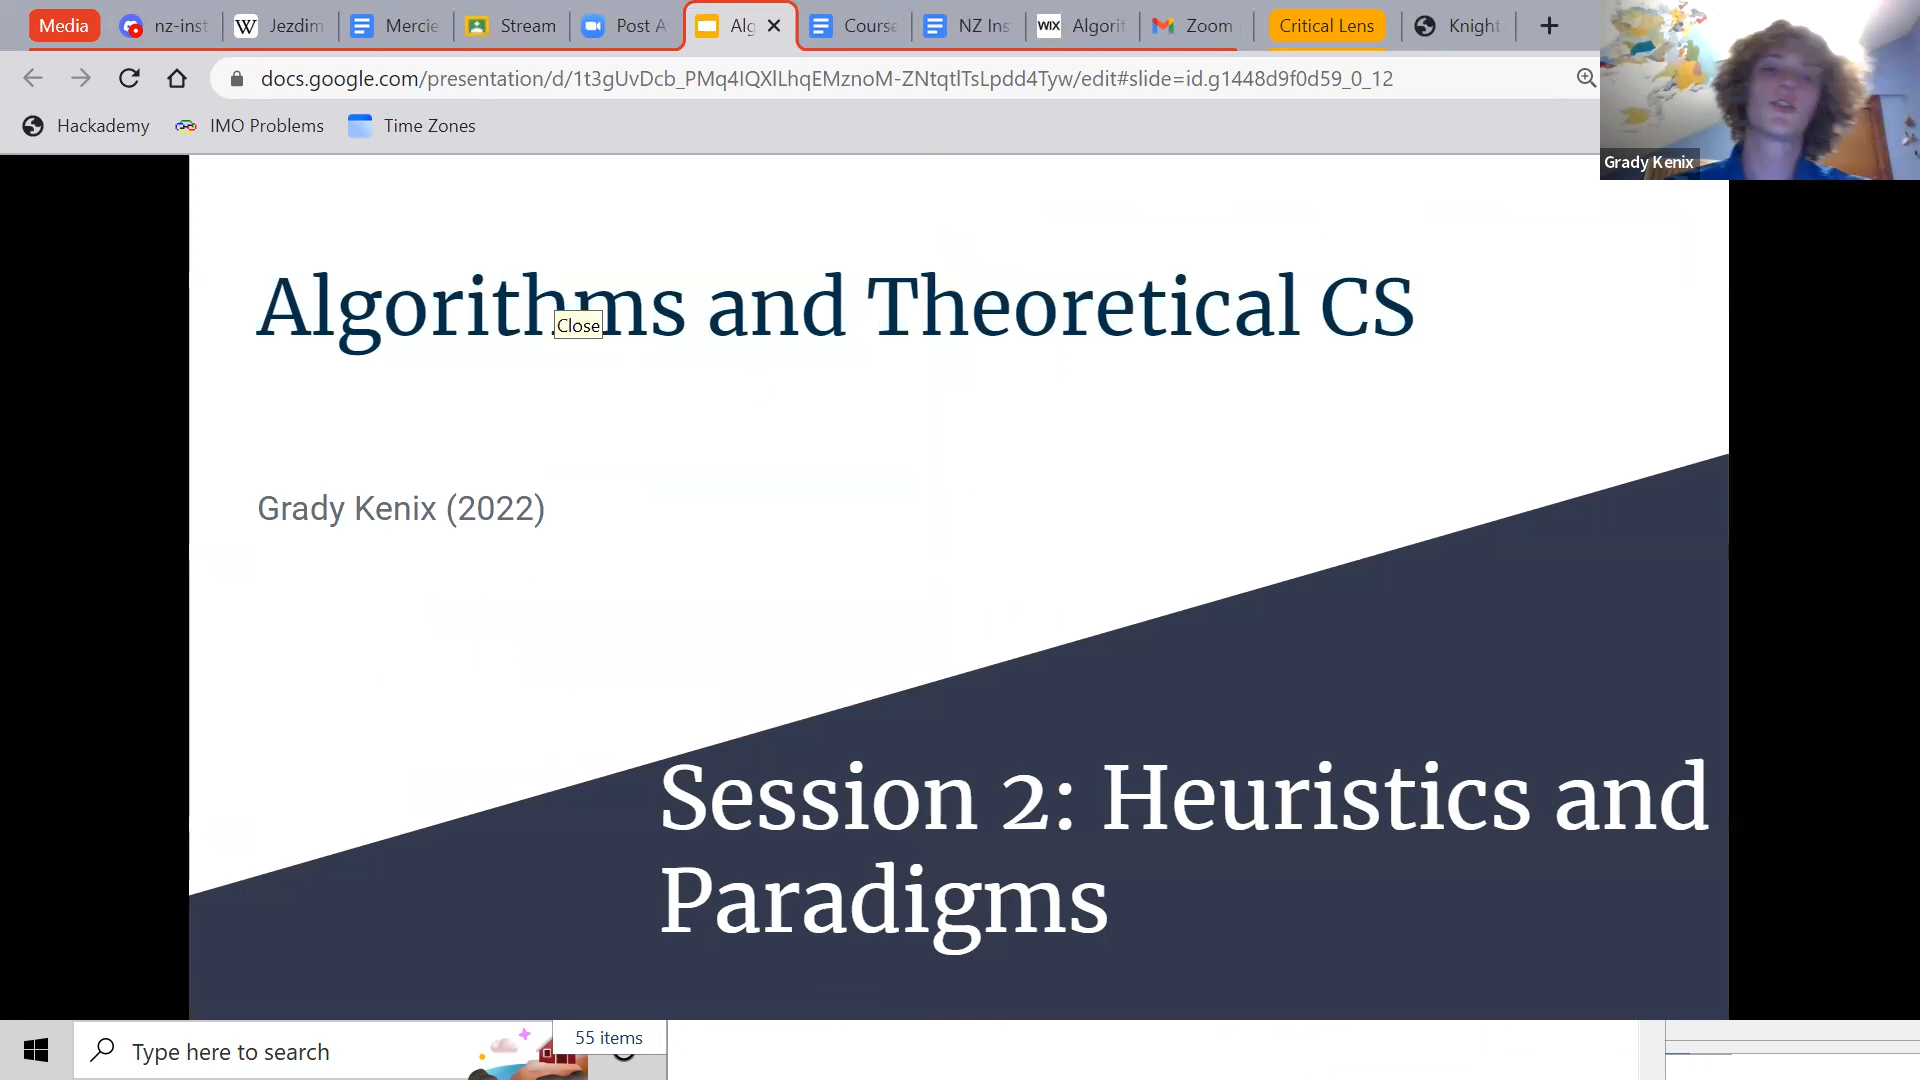 Media
nz-inst
Jezdim
Mercie
Stream
Post A
Alg
Course
NZ Ins
WIX
Algorit
Zoom
Critical Lens
Knight
docs.google.com/presentation/d/1t3gUvDcb_PMq4IQXlLhqEMznoM-ZNtqtlTsLpdd4Tyw/edit#slide=id.g1448d9f0d59_0_12
Hackademy
IMO Problems
Time Zones
Grady Kenix
Algorithms and Theoretical CS
Close
Grady Kenix (2022)
Session 2: Heuristics and
Paradigms
Type here to search
55 items